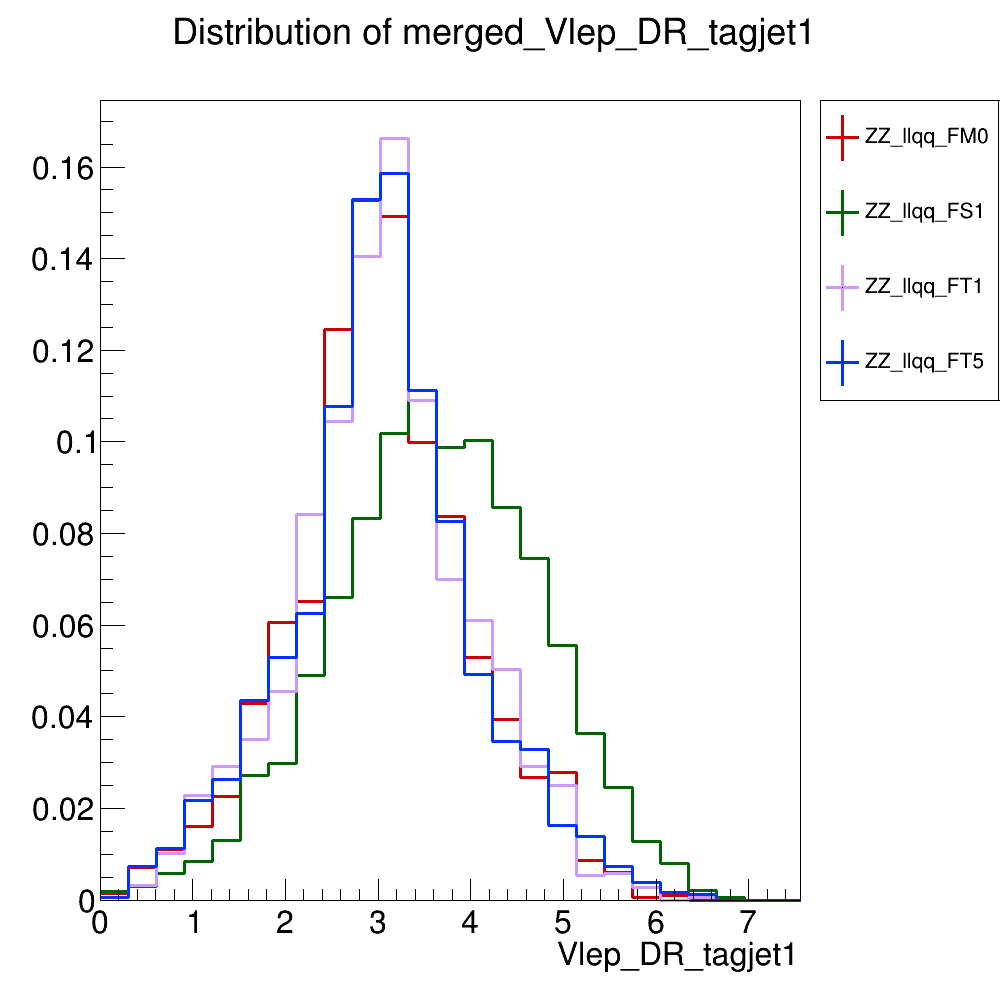 Distribution of merged_Vlep_DR_tagjet1
ZZ_llqq_FM0
ZZ_llqq_FS1
ZZ_llqq_FT1
ZZ_llqq_FT5
0.16
0.14
0.12
0.1
0.08
0.06
0.04
0.02
0
0 1 2 3 4 5 6 7
Vlep_DR_tagjet1